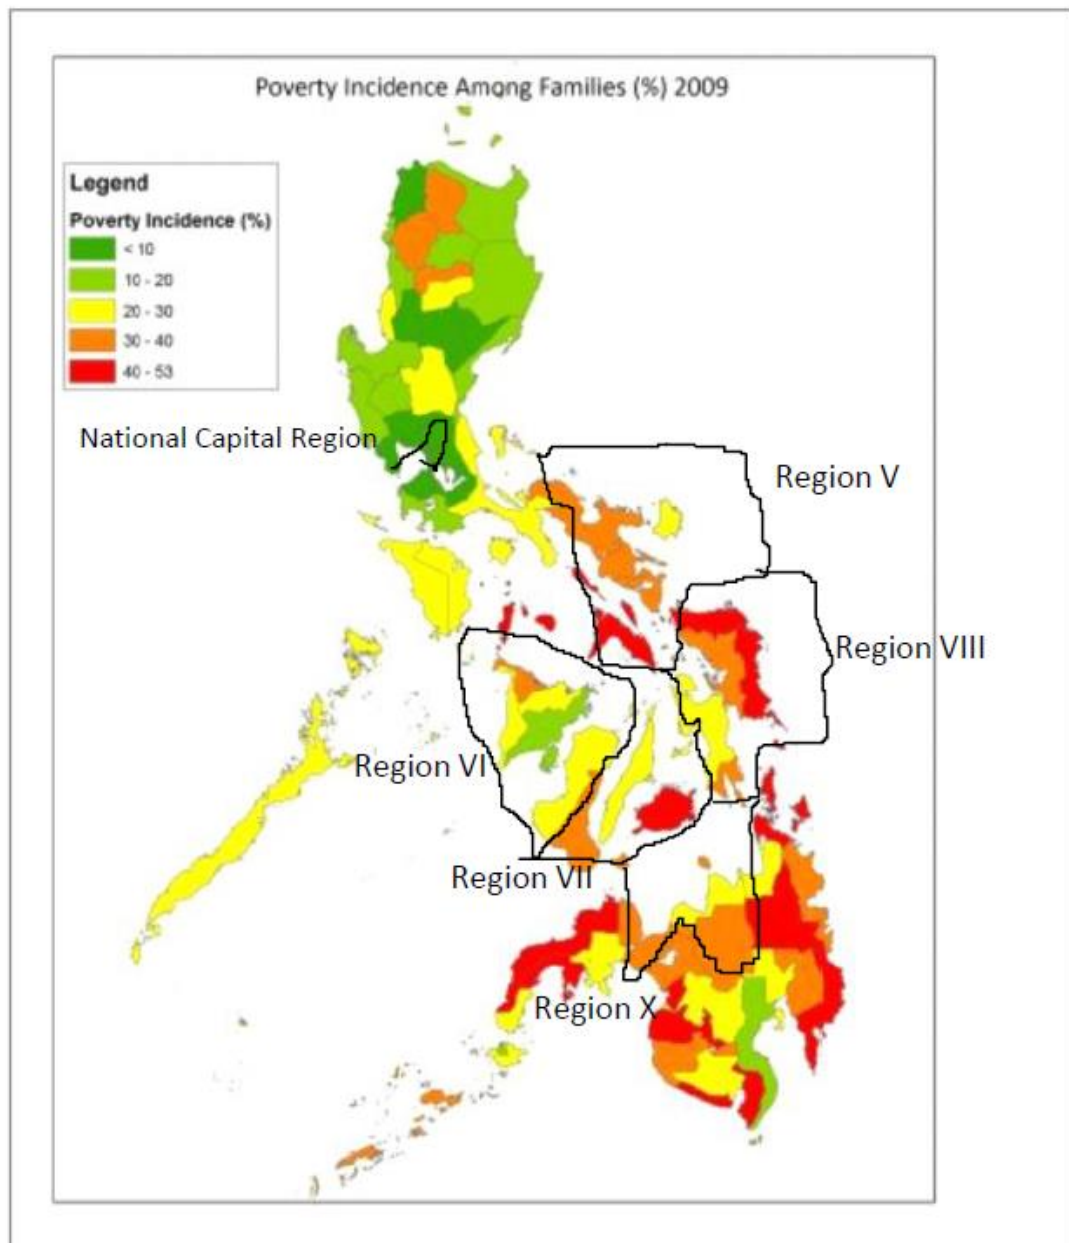 Poverty Incidence Among Families (%) 2009
Legend
Poverty Incidence (%)
< 10
10 - 20
20 - 30
30 - 40
40 - 53
National Capital Region
Region V
Region VIII
Region VI
Region VII
Region X